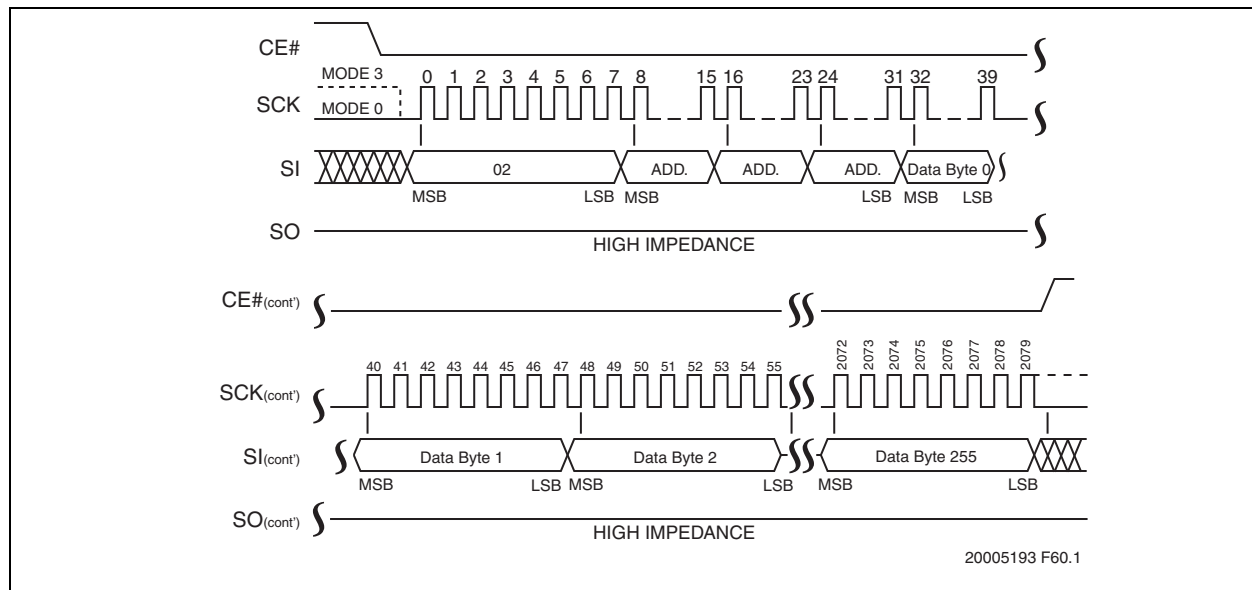 CE#
MODE 3
0 1 2 3 4 5 6 7 8 15 16 23 24 31 32 39
SCK
MODE 0
SI
02 ADD. ADD. ADD. Data Byte 0
MSB LSB MSB LSB MSB LSB
SO
HIGH IMPEDANCE
CE#(cont')
40 41 42 43 44 45 46 47 48 49 50 51 52 53 54 55 2072 2073 2074 2075 2076 2077 2078 2079
SCK(cont')
SI(cont')
Data Byte 1 Data Byte 2 Data Byte 255
MSB LSB MSB LSB MSB LSB
SO(cont')
HIGH IMPEDANCE
20005193 F60.1